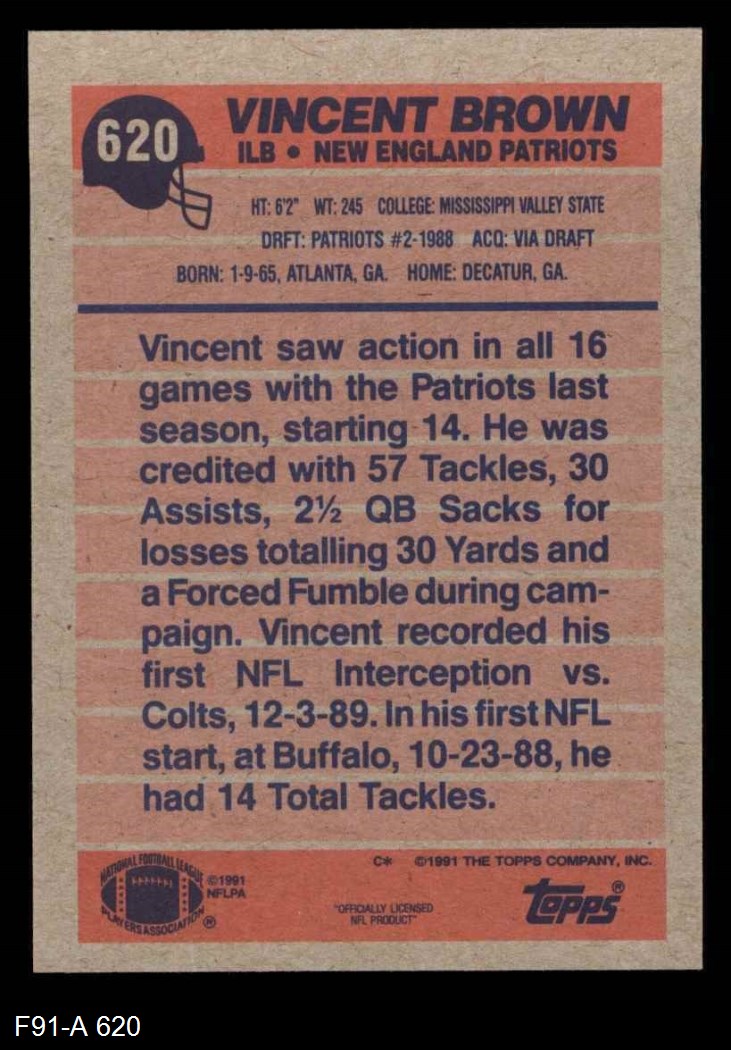 620
VINCENT BROWN
ILB • NEW ENGLAND PATRIOTS
HT: 6'2" WT: 245 COLLEGE: MISSISSIPPI VALLEY STATE
DRFT: PATRIOTS #2-1988 ACQ: VIA DRAFT
BORN: 1-9-65, ATLANTA, GA. HOME: DECATUR, GA.
Vincent saw action in all 16
games with the Patriots last
season, starting 14. He was
credited with 57 Tackles, 30
Assists, 2½ QB Sacks for
losses totalling 30 Yards and
a Forced Fumble during cam-
paign. Vincent recorded his
first NFL Interception vs.
Colts, 12-3-89. In his first NFL
start, at Buffalo, 10-23-88, he
had 14 Total Tackles.
NATIONAL FOOTBALL LEAGUE
PLAYERS ASSOCIATION ®
©1991
NFLPA
C* ©1991 THE TOPPS COMPANY, INC.
"OFFICIALLY LICENSED
NFL PRODUCT"
topps®
F91-A 620